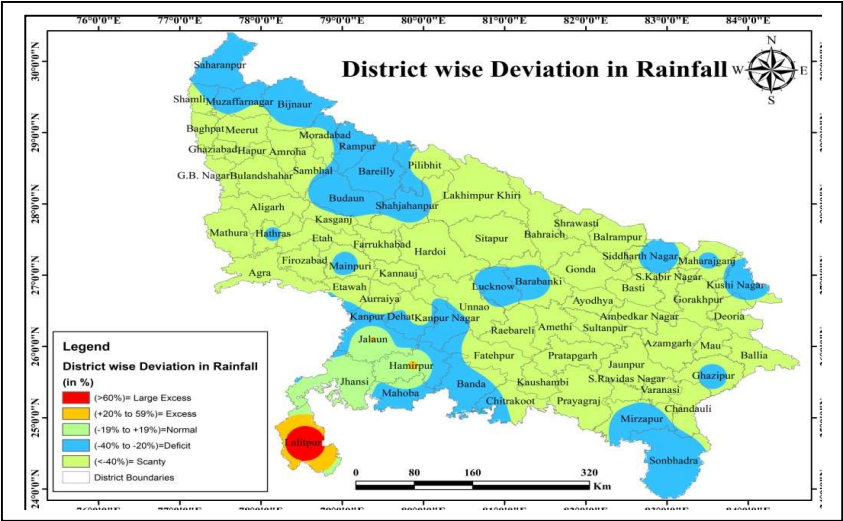 76°0'0"E 77°0'0"E 78°0'0"E 79°0'0"E 80°0'0"E 81°0'0"E 82°0'0"E 83°0'0"E 84°0'0"E
District wise Deviation in Rainfall
N
W E
S
30°0'0"N
29°0'0"N
28°0'0"N
27°0'0"N
26°0'0"N
25°0'0"N
24°0'0"N
Saharanpur
Shamli Muzaffarnagar Bijnaur
Baghpat Meerut Moradabad
Rampur
Ghaziabad Hapur Amroha
Pilibhit
Sambhal Bareilly
G.B. Nagar Bulandshahar
Budaun Shahjahanpur
Lakhimpur Khiri
Aligarh
Kasganj
Shrawasti
Mathura Hathras Etah Farrukhabad Hardoi Sitapur Bahraich Balrampur
Firozabad Mainpuri Siddharth Nagar Maharajganj
Agra Kannauj Gonda S.Kabir Nagar Kushi Nagar
Etawah Lucknow Barabanki Basti
Auraiya Unnao Ayodhya Gorakhpur
Kanpur Dehat Kanpur Nagar Ambedkar Nagar Deoria
Raebareli Amethi Sultanpur
Jalaun Azamgarh Mau
Fatehpur Pratapgarh Ballia
Hamirpur Jaunpur
Jhansi Banda Kaushambi S.Ravidas Nagar Ghazipur
Mahoba Varanasi
Chitrakoot Prayagraj Chandauli
Mirzapur
Lalitpur
Sonbhadra
Legend
District wise Deviation in Rainfall
(in %)
(>60%)= Large Excess
(+20% to 59%)= Excess
(-19% to +19%)=Normal
(-40% to -20%)=Deficit
(<-40%)= Scanty
District Boundaries
0 80 160 320
Km